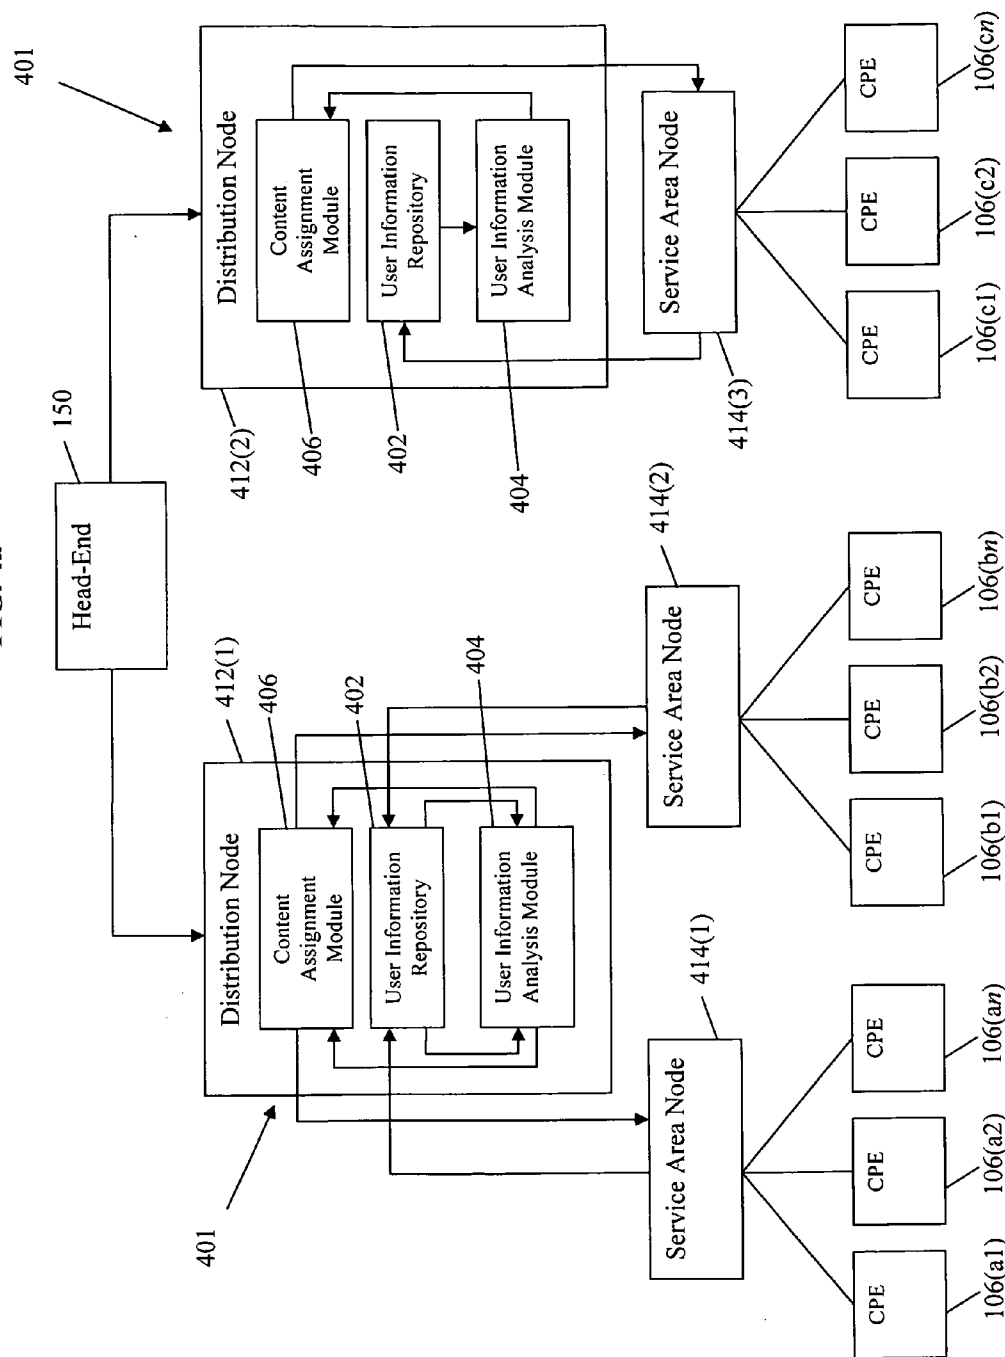 150
Head-End
401
401
412(1)
Distribution Node
406
Content
Assignment
Module
402
User Information
Repository
404
User Information
Analysis Module
412(2)
Distribution Node
406
Content
Assignment
Module
402
User Information
Repository
404
User Information
Analysis Module
414(1)
Service Area Node
414(2)
Service Area Node
414(3)
Service Area Node
CPE
CPE
CPE
CPE
CPE
CPE
CPE
CPE
CPE
106(a1)
106(a2)
106(an)
106(b1)
106(b2)
106(bn)
106(c1)
106(c2)
106(cn)